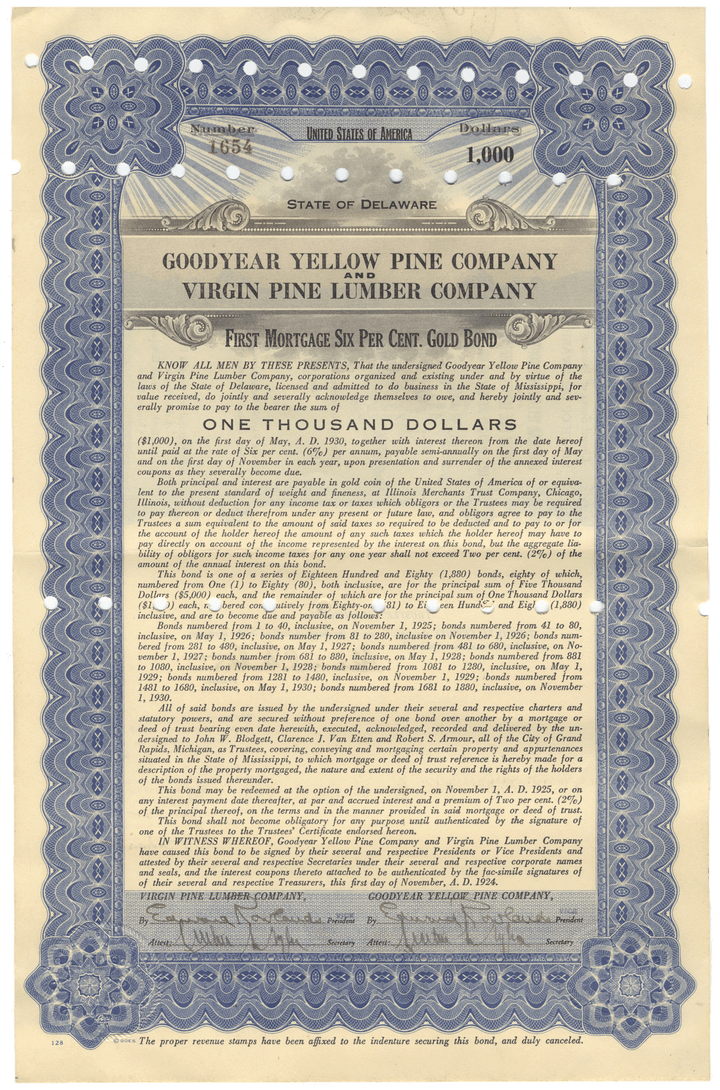 Number
1654
UNITED STATES OF AMERICA
Dollars
1,000
STATE OF DELAWARE
GOODYEAR YELLOW PINE COMPANY
AND
VIRGIN PINE LUMBER COMPANY
FIRST MORTGAGE SIX PER CENT. GOLD BOND
KNOW ALL MEN BY THESE PRESENTS, That the undersigned Goodyear Yellow Pine Company
and Virgin Pine Lumber Company, corporations organized and existing under and by virtue of the
laws of the State of Delaware, licensed and admitted to do business in the State of Mississippi, for
value received, do jointly and severally acknowledge themselves to owe, and hereby jointly and sev-
erally promise to pay to the bearer the sum of
ONE THOUSAND DOLLARS
($1,000), on the first day of May, A. D. 1930, together with interest thereon from the date hereof
until paid at the rate of Six per cent. (6%) per annum, payable semi-annually on the first day of May
and on the first day of November in each year, upon presentation and surrender of the annexed interest
coupons as they severally become due.
Both principal and interest are payable in gold coin of the United States of America of or equiva-
lent to the present standard of weight and fineness, at Illinois Merchants Trust Company, Chicago,
Illinois, without deduction for any income tax or taxes which obligors or the Trustees may be required
to pay thereon or deduct therefrom under any present or future law, and obligors agree to pay to the
Trustees a sum equivalent to the amount of said taxes so required to be deducted and to pay to or for
the account of the holder hereof the amount of any such taxes which the holder hereof may have to
pay directly on account of the income represented by the interest on this bond, but the aggregate lia-
bility of obligors for such income taxes for any one year shall not exceed Two per cent. (2%) of the
amount of the annual interest on this bond.
This bond is one of a series of Eighteen Hundred and Eighty (1,880) bonds, eighty of which,
numbered from One (1) to Eighty (80), both inclusive, are for the principal sum of Five Thousand
Dollars ($5,000) each, and the remainder of which are for the principal sum of One Thousand Dollars
each, from to Eighteen and (1,880)
inclusive, and are to become due and payable as follows:
Bonds numbered from 1 to 40, inclusive, on November 1, 1925; bonds numbered from 41 to 80,
inclusive, on May 1, 1926; bonds numbered from 81 to 280, inclusive on November 1, 1926; bonds num-
bered from 281 to 480, inclusive, on May 1, 1927; bonds numbered from 481 to 680, inclusive, on No-
vember 1, 1927; bonds number from 681 to 880, inclusive, on May 1, 1928; bonds numbered from 881
to 1080, inclusive, on November 1, 1928; bonds numbered from 1081 to 1280, inclusive, on May 1,
1929; bonds numbered from 1281 to 1480, inclusive, on November 1, 1929; bonds numbered from
1481 to 1680, inclusive, on May 1, 1930; bonds numbered from 1681 to 1880, inclusive, on November
1, 1930.
All of said bonds are issued by the undersigned under their several and respective charters and
statutory powers, and are secured without preference of one bond over another by a mortgage or
deed of trust bearing even date herewith, executed, acknowledged, recorded and delivered by the un-
dersigned to John W. Blodgett, Clarence J. Van Etten and Robert S. Armour, all of the City of Grand
Rapids, Michigan, as Trustees, covering, conveying and mortgaging certain property and appurtenances
situated in the State of Mississippi, to which mortgage or deed of trust reference is hereby made for a
description of the property mortgaged, the nature and extent of the security and the rights of the holders
of the bonds issued thereunder.
This bond may be redeemed at the option of the undersigned, on November 1, A. D. 1925, or on
any interest payment date thereafter, at par and accrued interest and a premium of Two per cent. (2%)
of the principal thereof, on the terms and in the manner provided in said mortgage or deed of trust.
This bond shall not become obligatory for any purpose until authenticated by the signature of
one of the Trustees to the Trustees' Certificate endorsed hereon.
IN WITNESS WHEREOF, Goodyear Yellow Pine Company and Virgin Pine Lumber Company
have caused this bond to be signed by their several and respective Presidents or Vice Presidents and
attested by their several and respective Secretaries under their several and respective corporate names
and seals, and the interest coupons thereto attached to be authenticated by the fac-simile signatures of
of their several and respective Treasurers, this first day of November, A. D. 1924.
VIRGIN PINE LUMBER COMPANY, GOODYEAR YELLOW PINE COMPANY,
By President By President
Attest: Secretary Attest: Secretary
128 © GOES The proper revenue stamps have been affixed to the indenture securing this bond, and duly canceled.